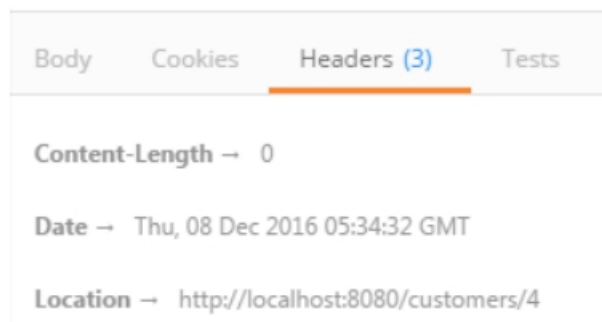 Body Cookies Headers (3) Tests
Content-Length → 0
Date → Thu, 08 Dec 2016 05:34:32 GMT
Location → http://localhost:8080/customers/4